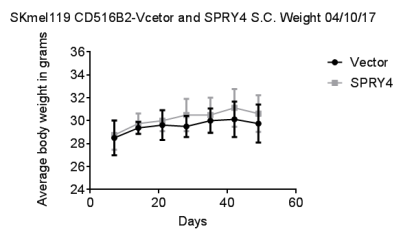 SKmel119 CD516B2-Vcetor and SPRY4 S.C. Weight 04/10/17
Average body weight in grams
36
34
32
30
28
26
24
0 20 40 60
Days
Vector
SPRY4